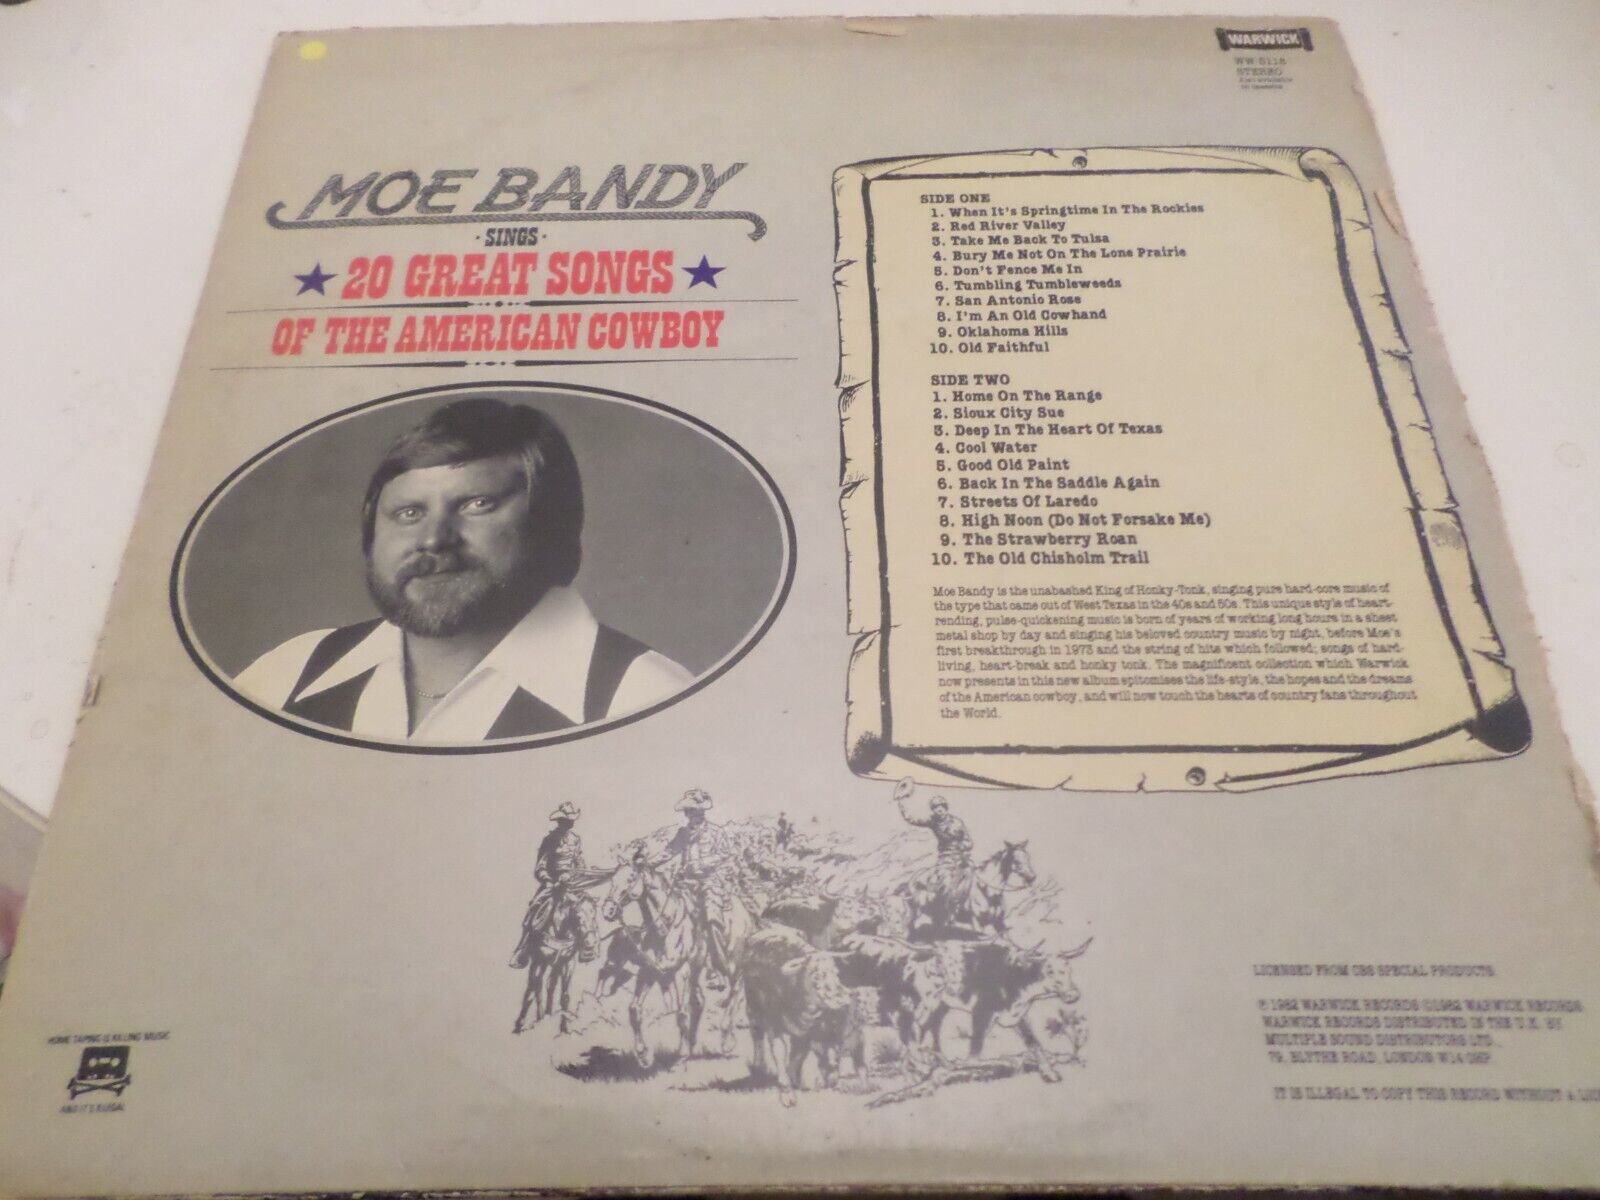 WARWICK
WW 5118
STEREO
MOE BANDY
· SINGS ·
20 GREAT SONGS
OF THE AMERICAN COWBOY
SIDE ONE
1. When It's Springtime In The Rockies
2. Red River Valley
3. Take Me Back To Tulsa
4. Bury Me Not On The Lone Prairie
5. Don't Fence Me In
6. Tumbling Tumbleweeds
7. San Antonio Rose
8. I'm An Old Cowhand
9. Oklahoma Hills
10. Old Faithful
SIDE TWO
1. Home On The Range
2. Sioux City Sue
3. Deep In The Heart Of Texas
4. Cool Water
5. Good Old Paint
6. Back In The Saddle Again
7. Streets Of Laredo
8. High Noon (Do Not Forsake Me)
9. The Strawberry Roan
10. The Old Chisholm Trail
Moe Bandy is the unabashed King of Honky-Tonk, singing pure hard-core music of
the type that came out of West Texas in the 40s and 50s. This unique style of heart-
rending, pulse-quickening music is born of years of working long hours in a sheet
metal shop by day and singing his beloved country music by night, before Moe's
first breakthrough in 1973 and the string of hits which followed; songs of hard-
living, heart-break and honky tonk. The magnificent collection which Warwick
now presents in this new album epitomises the life-style, the hopes and the dreams
of the American cowboy, and will now touch the hearts of country fans throughout
the World.
LICENSED FROM CBS SPECIAL PRODUCTS.
℗ 1982 WARWICK RECORDS © 1982 WARWICK RECORDS
WARWICK RECORDS DISTRIBUTED IN THE U.K. BY
MULTIPLE SOUND DISTRIBUTORS LTD.,
79, BLYTHE ROAD, LONDON W14 0HP.
IT IS ILLEGAL TO COPY THIS RECORD WITHOUT A
HOME TAPING IS KILLING MUSIC
AND IT'S ILLEGAL